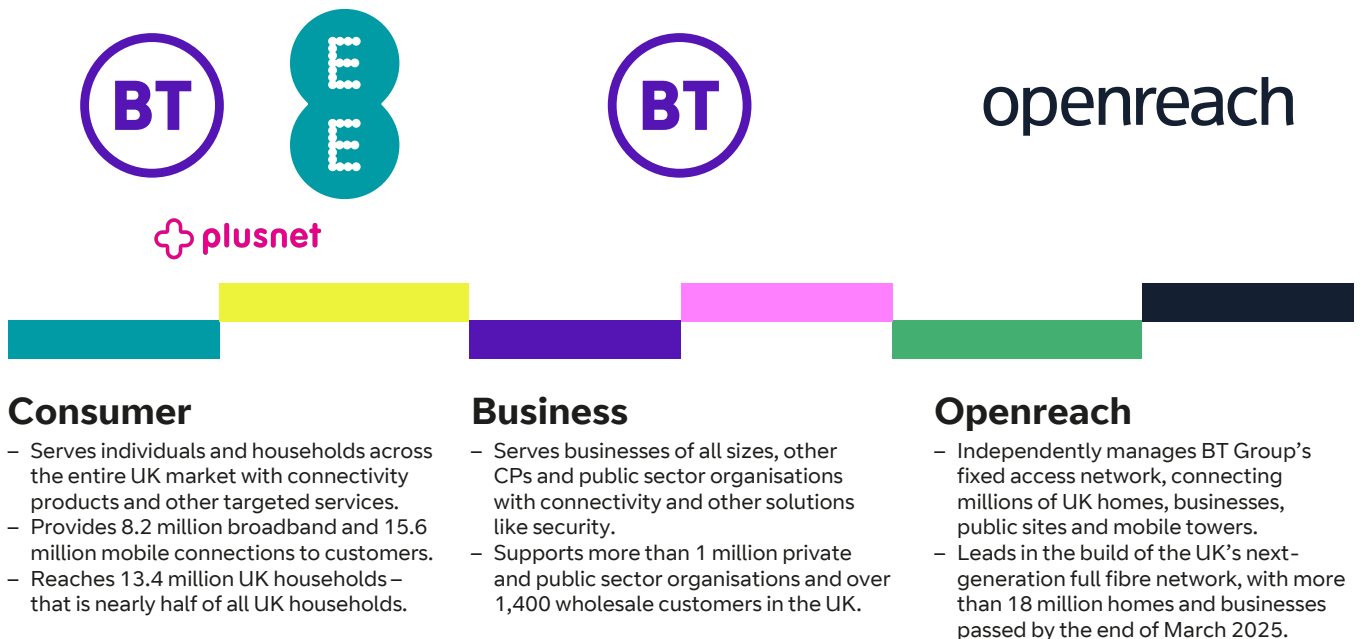 BT
E
E
plusnet
BT
openreach
Consumer
– Serves individuals and households across
the entire UK market with connectivity
products and other targeted services.
– Provides 8.2 million broadband and 15.6
million mobile connections to customers.
– Reaches 13.4 million UK households –
that is nearly half of all UK households.
Business
– Serves businesses of all sizes, other
CPs and public sector organisations
with connectivity and other solutions
like security.
– Supports more than 1 million private
and public sector organisations and over
1,400 wholesale customers in the UK.
Openreach
– Independently manages BT Group’s
fixed access network, connecting
millions of UK homes, businesses,
public sites and mobile towers.
– Leads in the build of the UK’s next-
generation full fibre network, with more
than 18 million homes and businesses
passed by the end of March 2025.